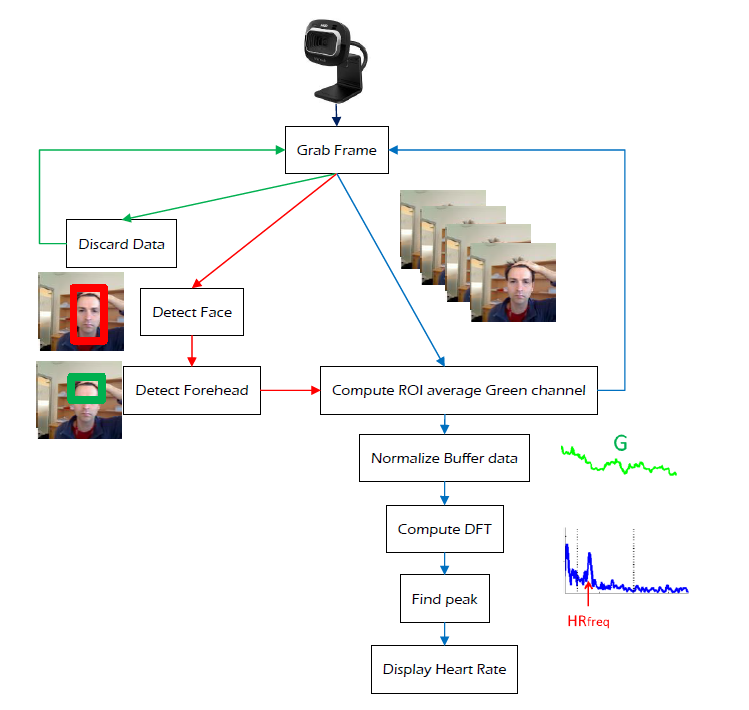 Grab Frame
Discard Data
Detect Face
Detect Forehead
Compute ROI average Green channel
Normalize Buffer data
G
Compute DFT
Find peak
HRfreq
Display Heart Rate